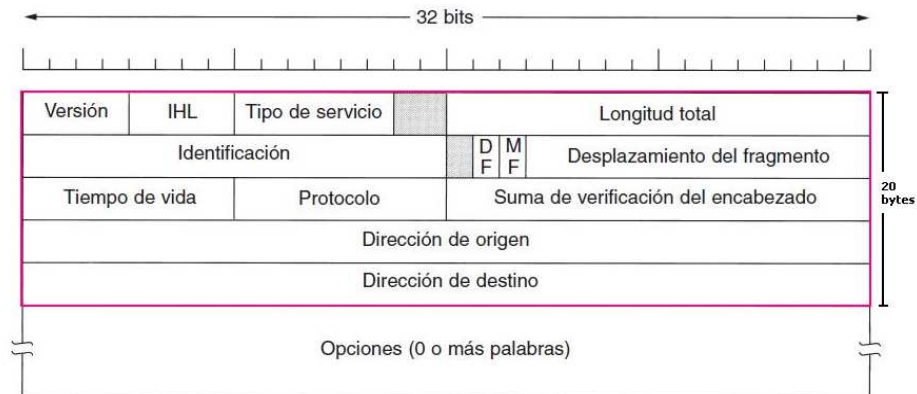 32 bits
Versión IHL Tipo de servicio Longitud total
Identificación D F M F Desplazamiento del fragmento
Tiempo de vida Protocolo Suma de verificación del encabezado
20 bytes
Dirección de origen
Dirección de destino
Opciones (0 o más palabras)